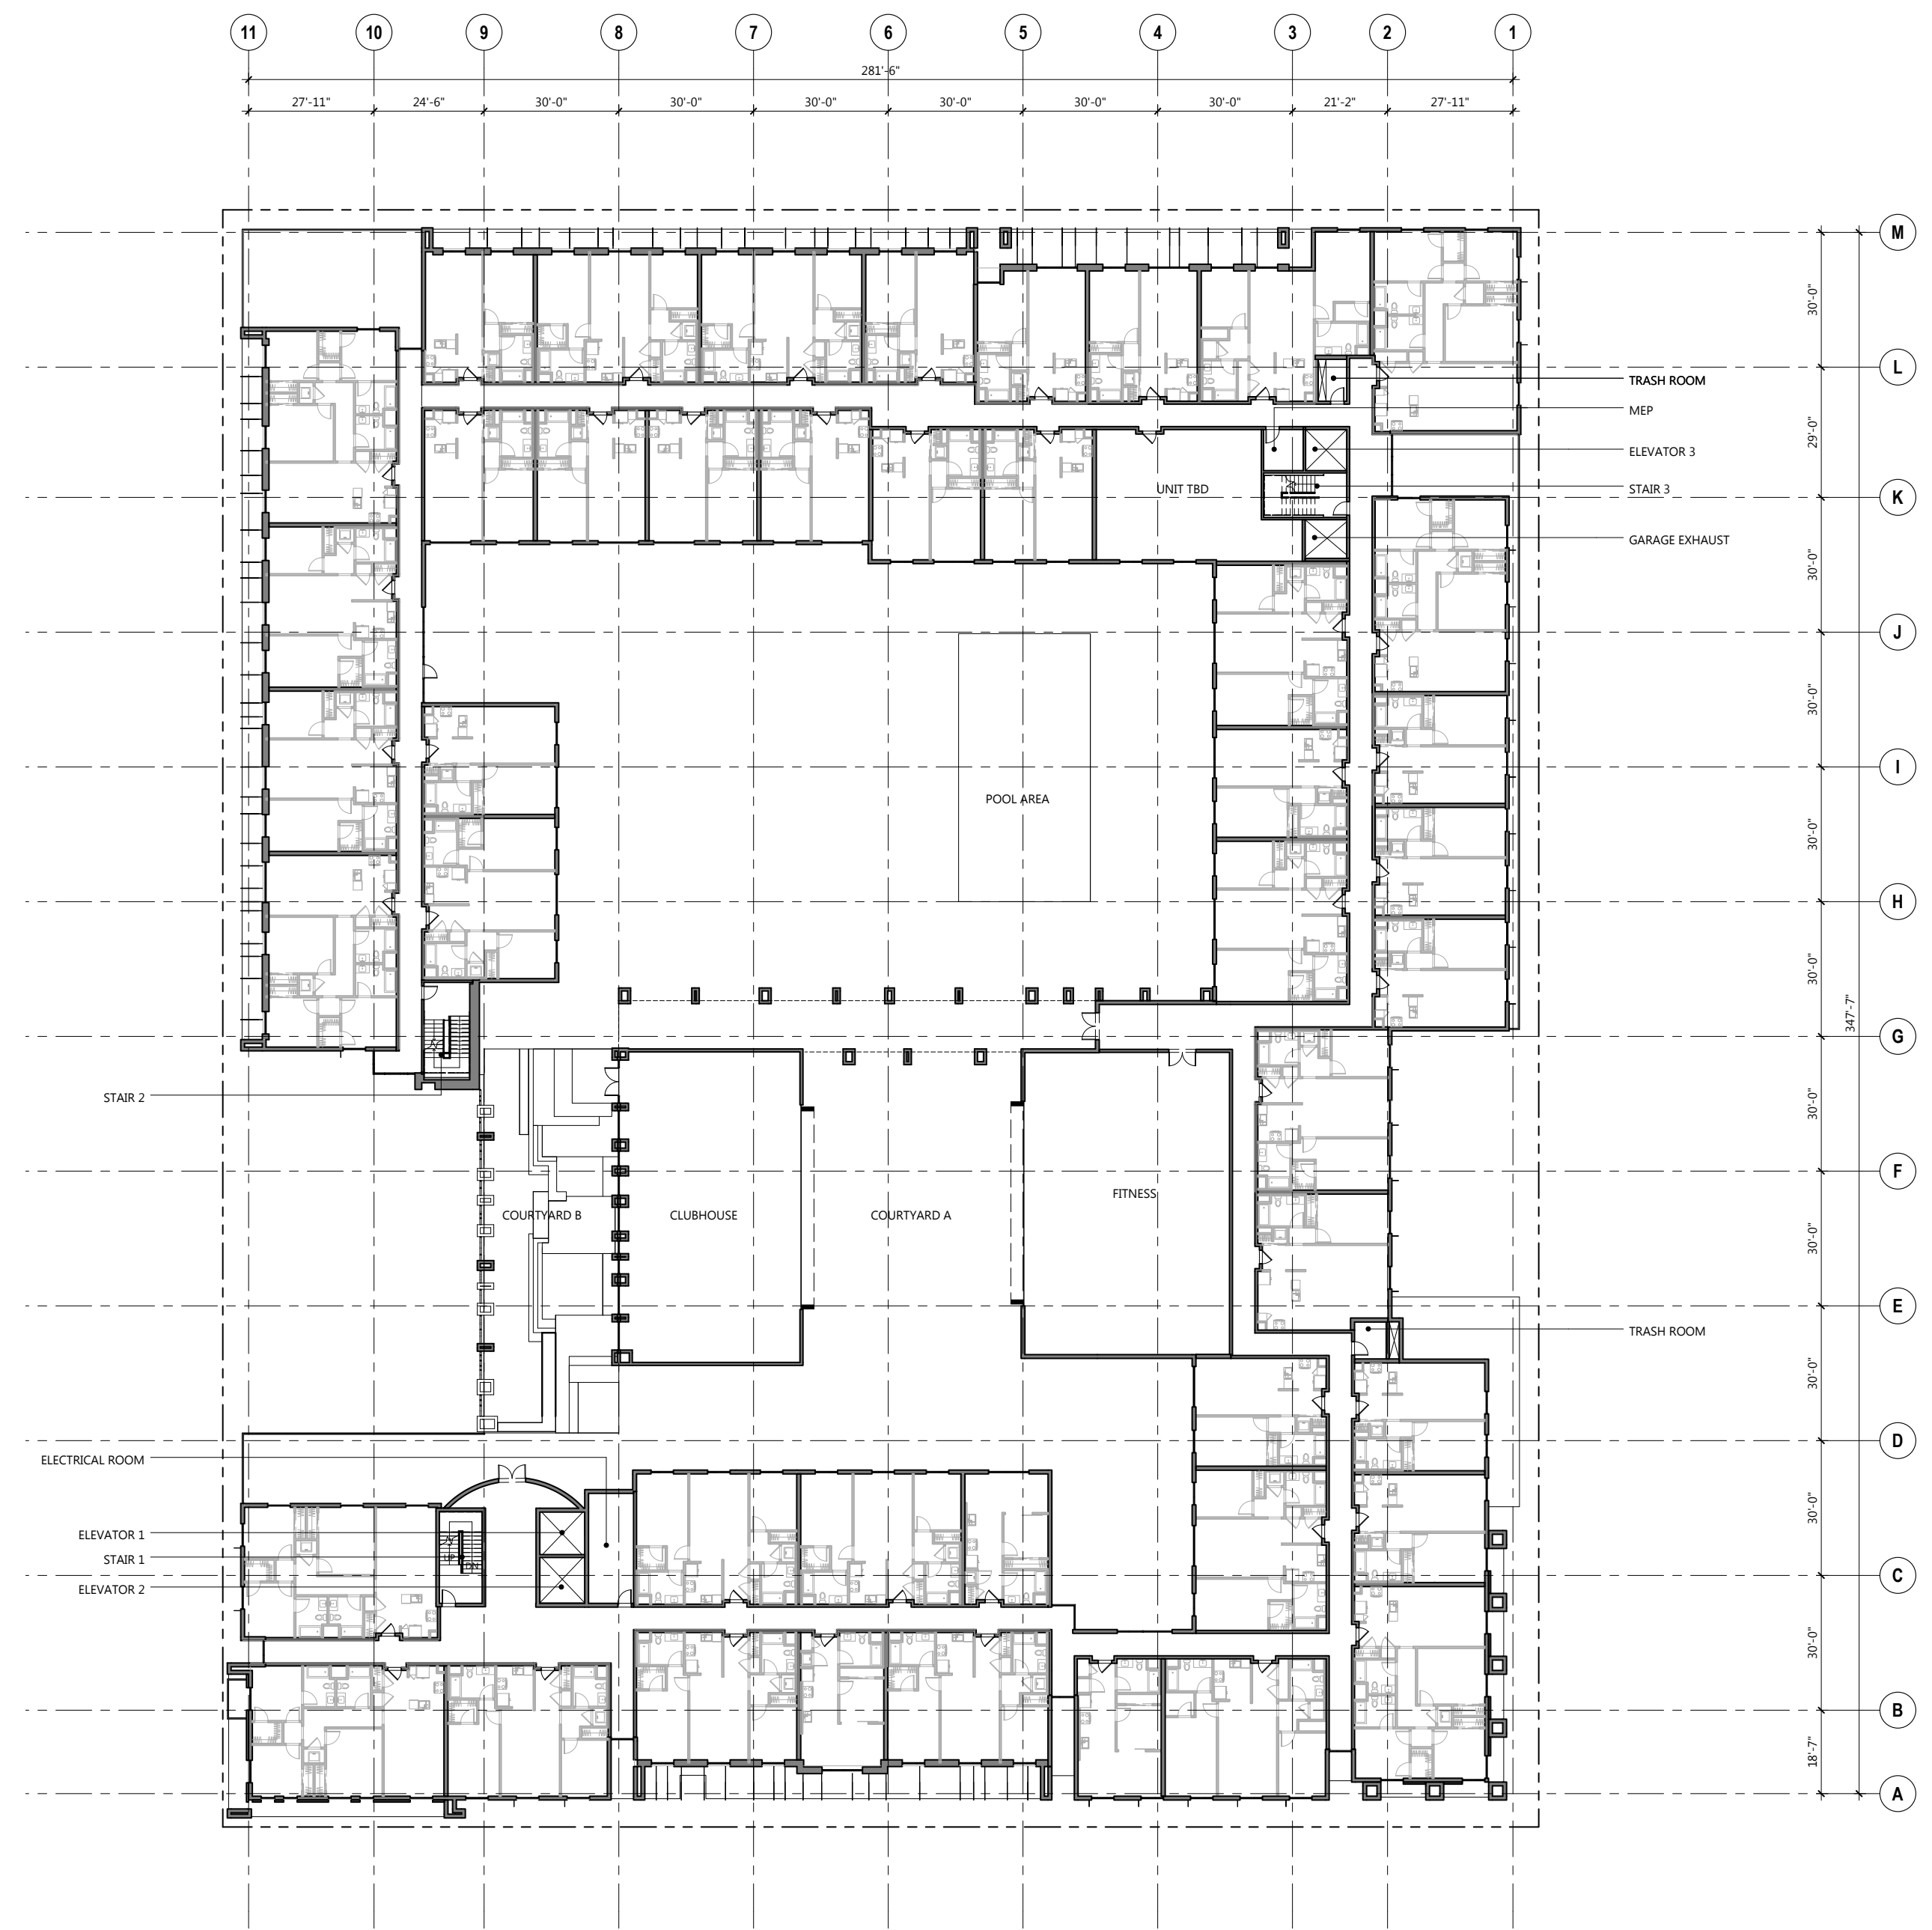 11 10 9 8 7 6 5 4 3 2 1
281'-6"
27'-11" 24'-6" 30'-0" 30'-0" 30'-0" 30'-0" 30'-0" 30'-0" 21'-2" 27'-11"
M
30'-0"
L
TRASH ROOM
MEP
29'-0"
ELEVATOR 3
UNIT TBD
STAIR 3
K
GARAGE EXHAUST
30'-0"
J
30'-0"
I
POOL AREA
30'-0"
H
30'-0"
347'-7"
G
STAIR 2
30'-0"
F
FITNESS
COURTYARD B
CLUBHOUSE
COURTYARD A
30'-0"
E
TRASH ROOM
30'-0"
D
ELECTRICAL ROOM
30'-0"
ELEVATOR 1
STAIR 1
UP
DN
ELEVATOR 2
C
30'-0"
B
18'-7"
A